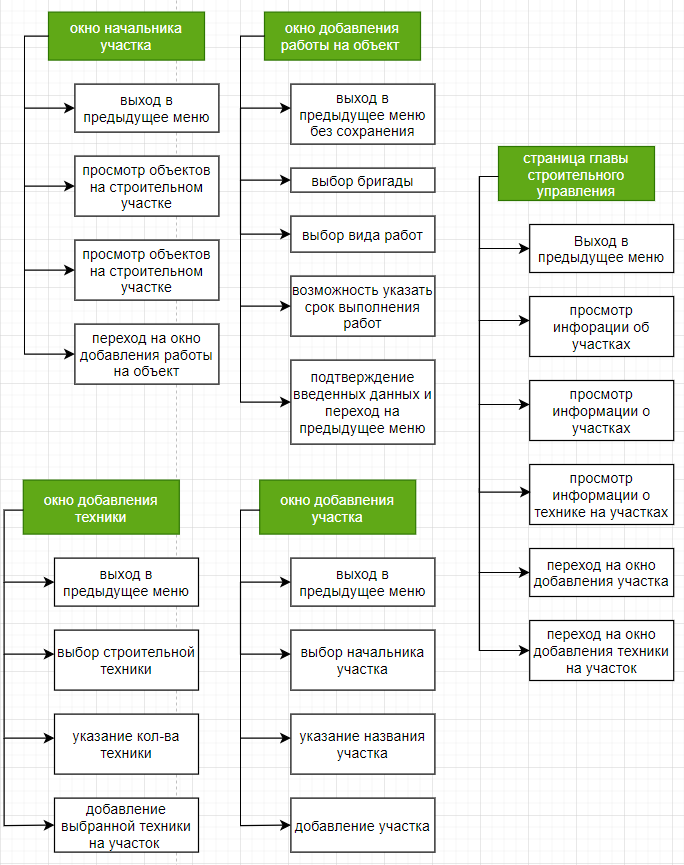 окно начальника
участка
выход в
предыдущее меню
просмотр объектов
на строительном
участке
просмотр объектов
на строительном
участке
переход на окно
добавления работы
на объект
окно добавления
работы на объект
выход в
предыдущее меню
без сохранения
выбор бригады
выбор вида работ
возможность указать
срок выполнения
работ
подтверждение
введенных данных и
переход на
предыдущее меню
страница главы
строительного
управления
Выход в
предыдущее меню
просмотр
инфорации об
участках
просмотр
информации о
участках
просмотр
информации о
технике на участках
переход на окно
добавления участка
переход на окно
добавления техники
на участок
окно добавления
техники
выход в
предыдущее меню
выбор строительной
техники
указание кол-ва
техники
добавление
выбранной техники
на участок
окно добавления
участка
выход в
предыдущее меню
выбор начальника
участка
указание названия
участка
добавление участка